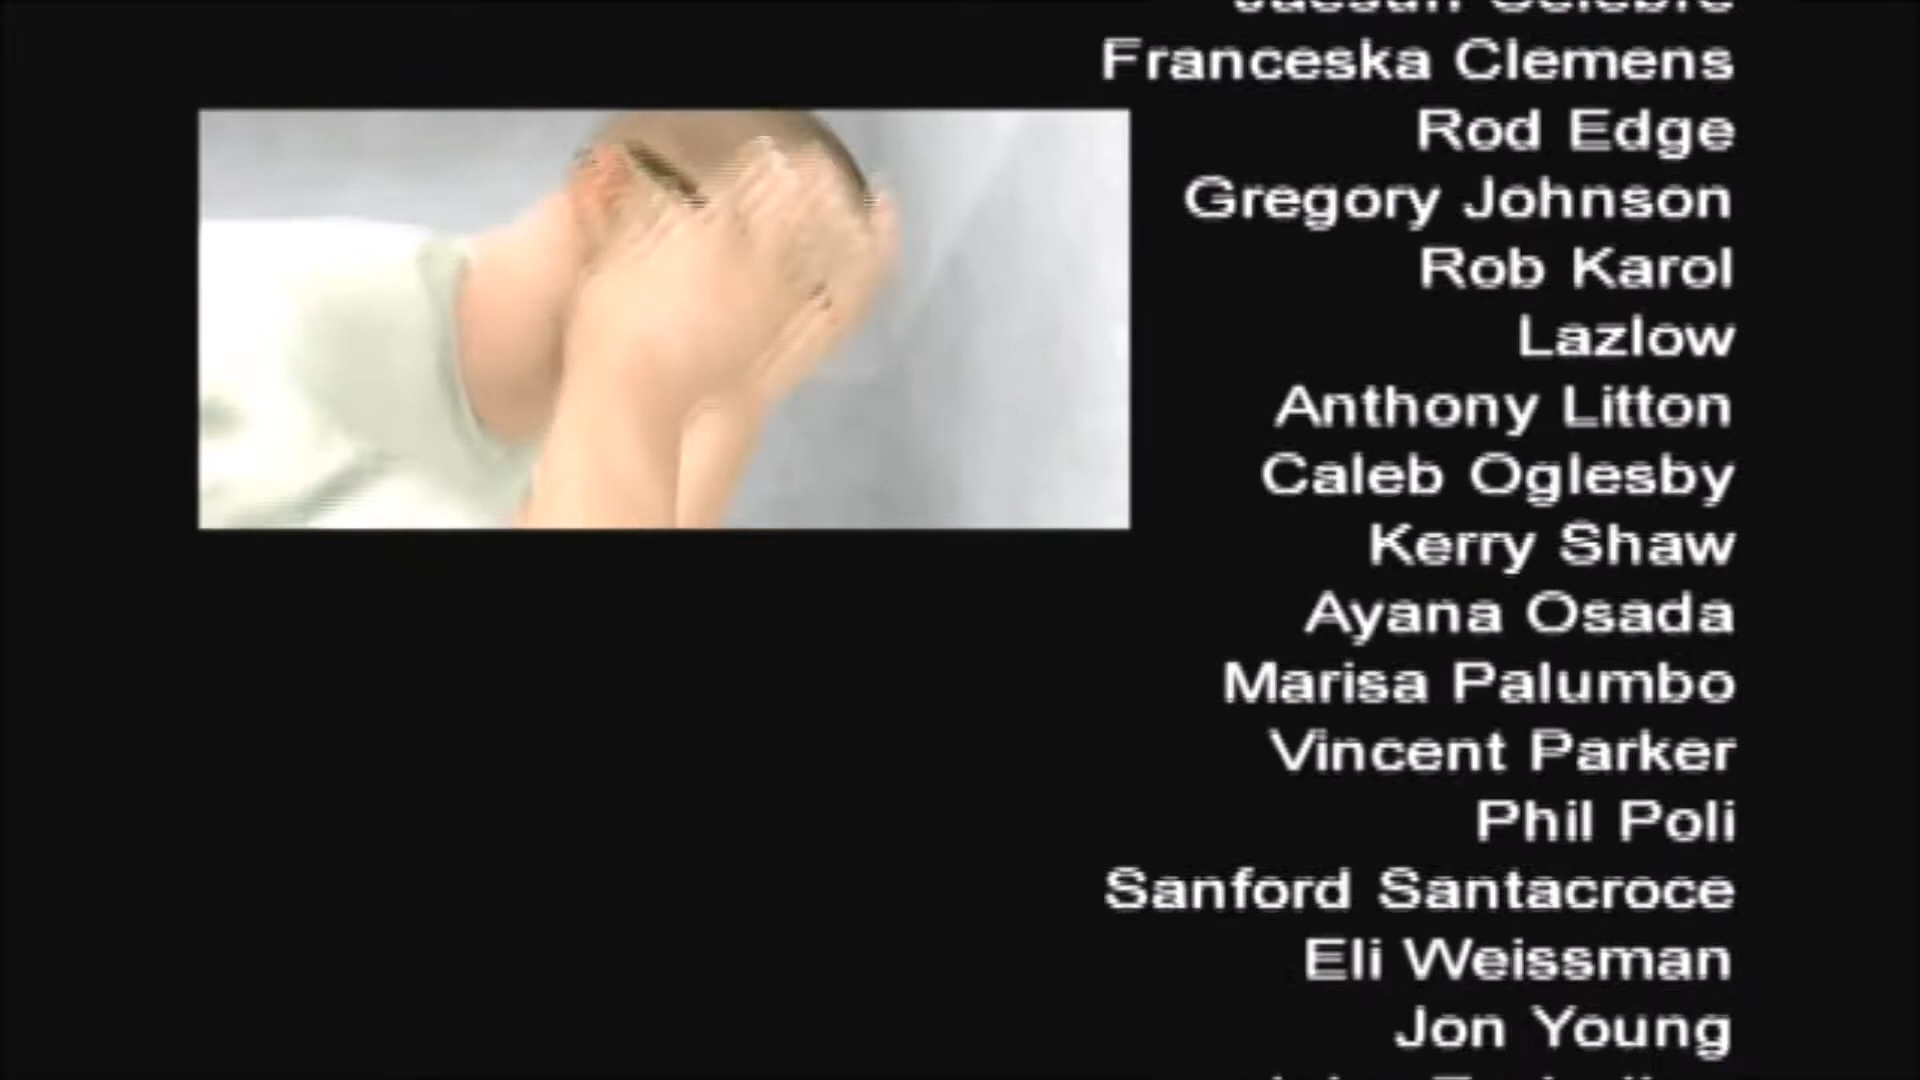 Franceska Clemens
Rod Edge
Gregory Johnson
Rob Karol
Lazlow
Anthony Litton
Caleb Oglesby
Kerry Shaw
Ayana Osada
Marisa Palumbo
Vincent Parker
Phil Poli
Sanford Santacroce
Eli Weissman
Jon Young